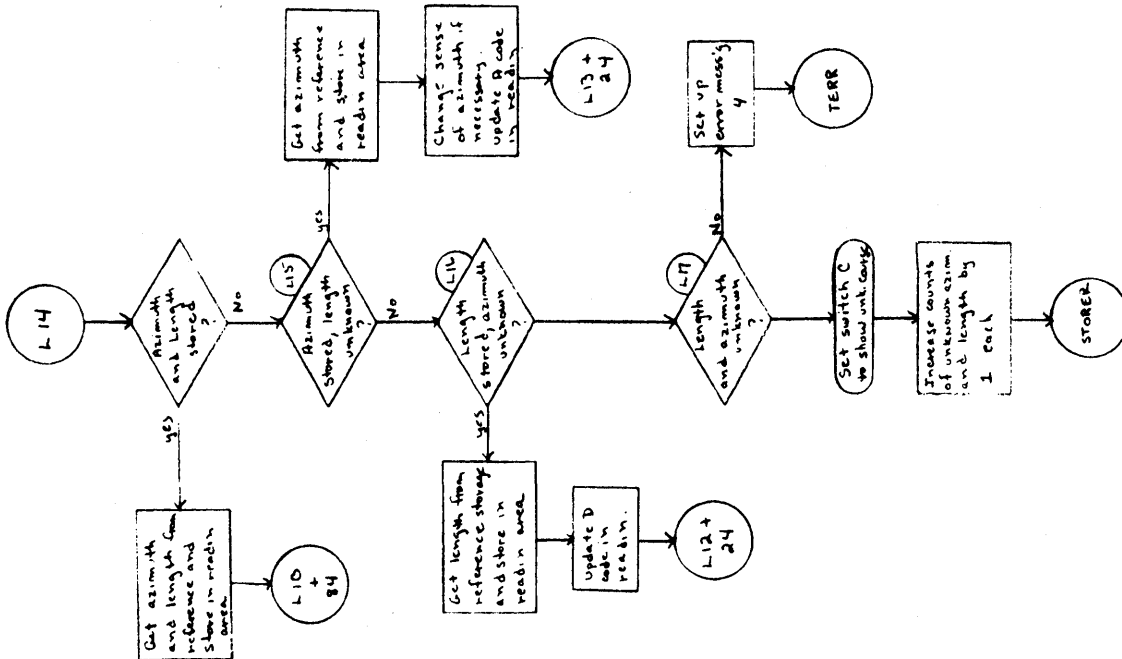 L14
Azimuth
and Length
stored
?
yes
No
Get azimuth
and length from
reference and
store in readin
area
L10
+
84
L15
Azimuth
stored, length
unknown
?
yes
No
Get azimuth
from reference
and store in
readin area
Change sense
of azimuth if
necessary.
update A code
in readin
L13 +
24
L16
Length
stored, azimuth
unknown
?
yes
Get length from
reference storage
and store in
readin area
update D
code in
readin.
L12 +
24
L17
Length
and azimuth
unknown
?
No
Set up
error mess'g
4
TERR
Set switch C
to show unk. course
Increase counts
of unknown azim.
and length by
1 each
STORER